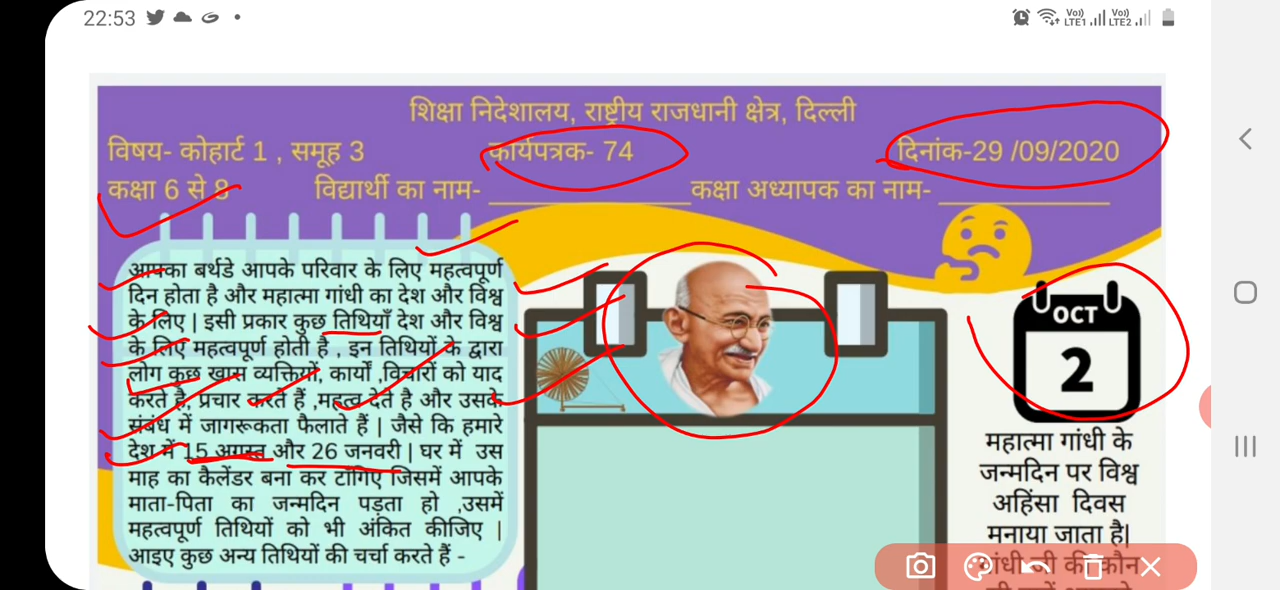 22:53
Vo)) LTE1 Vo)) LTE2
शिक्षा निदेशालय, राष्ट्रीय राजधानी क्षेत्र, दिल्ली
विषय- कोहार्ट 1 , समूह 3 कार्यपत्रक- 74 दिनांक-29 /09/2020
कक्षा 6 से 8 विद्यार्थी का नाम- कक्षा अध्यापक का नाम-
आपका बर्थडे आपके परिवार के लिए महत्वपूर्ण
दिन होता है और महात्मा गांधी का देश और विश्व
के लिए | इसी प्रकार कुछ तिथियाँ देश और विश्व
के लिए महत्वपूर्ण होती है , इन तिथियों के द्वारा
लोग कुछ खास व्यक्तियों, कार्यों ,विचारों को याद
करते है, प्रचार करते हैं ,महत्व देते है और उसके
संबंध में जागरूकता फैलाते हैं | जैसे कि हमारे
देश में 15 अगस्त और 26 जनवरी | घर में उस
माह का कैलेंडर बना कर टाँगिए जिसमें आपके
माता-पिता का जन्मदिन पड़ता हो ,उसमें
महत्वपूर्ण तिथियों को भी अंकित कीजिए |
आइए कुछ अन्य तिथियों की चर्चा करते हैं -
OCT
2
महात्मा गांधी के
जन्मदिन पर विश्व
अहिंसा दिवस
मनाया जाता है|
गांधी जी की कौन